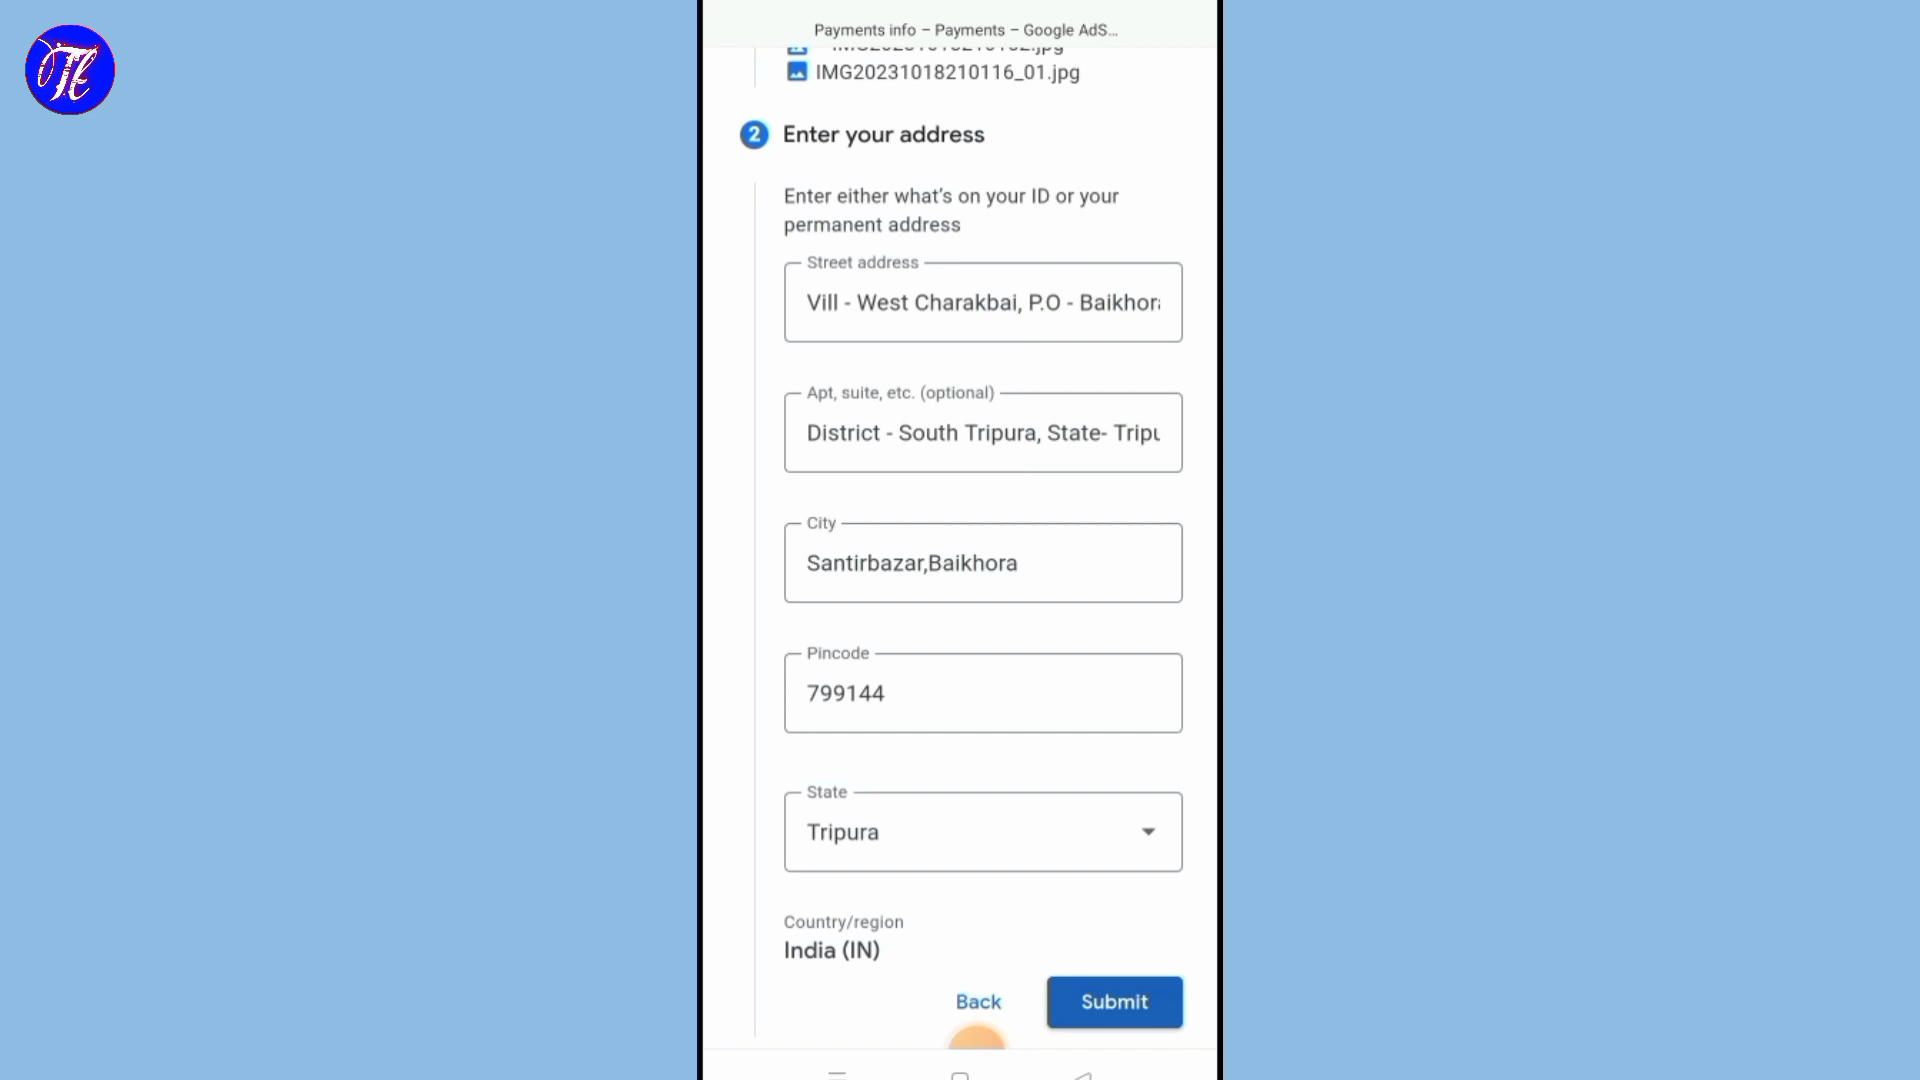 Payments info – Payments – Google AdS...
IMG20231018210116_01.jpg
2 Enter your address
Enter either what's on your ID or your
permanent address
Street address
Vill - West Charakbai, P.O - Baikhora
Apt, suite, etc. (optional)
District - South Tripura, State- Tripu
City
Santirbazar,Baikhora
Pincode
799144
State
Tripura
Country/region
India (IN)
Back
Submit